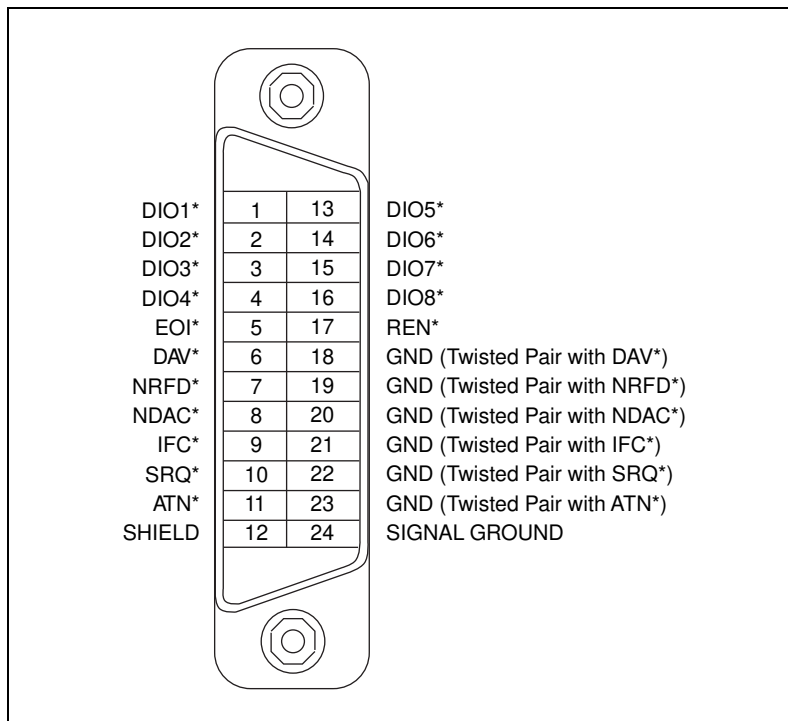 DIO1* 1 13 DIO5*
DIO2* 2 14 DIO6*
DIO3* 3 15 DIO7*
DIO4* 4 16 DIO8*
EOI* 5 17 REN*
DAV* 6 18 GND (Twisted Pair with DAV*)
NRFD* 7 19 GND (Twisted Pair with NRFD*)
NDAC* 8 20 GND (Twisted Pair with NDAC*)
IFC* 9 21 GND (Twisted Pair with IFC*)
SRQ* 10 22 GND (Twisted Pair with SRQ*)
ATN* 11 23 GND (Twisted Pair with ATN*)
SHIELD 12 24 SIGNAL GROUND